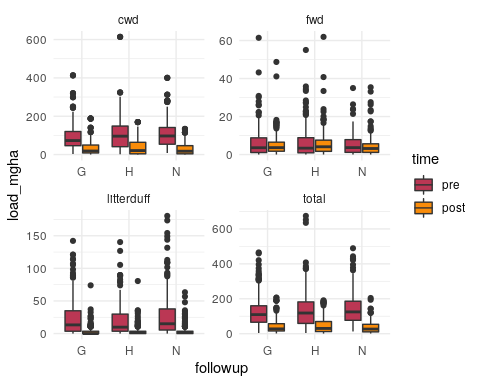 cwd
fwd
600
400
200
0
60
40
20
0
G
H
N
G
H
N
load_mgha
litterduff
total
150
100
50
0
600
400
200
0
G
H
N
G
H
N
followup
time
pre
post